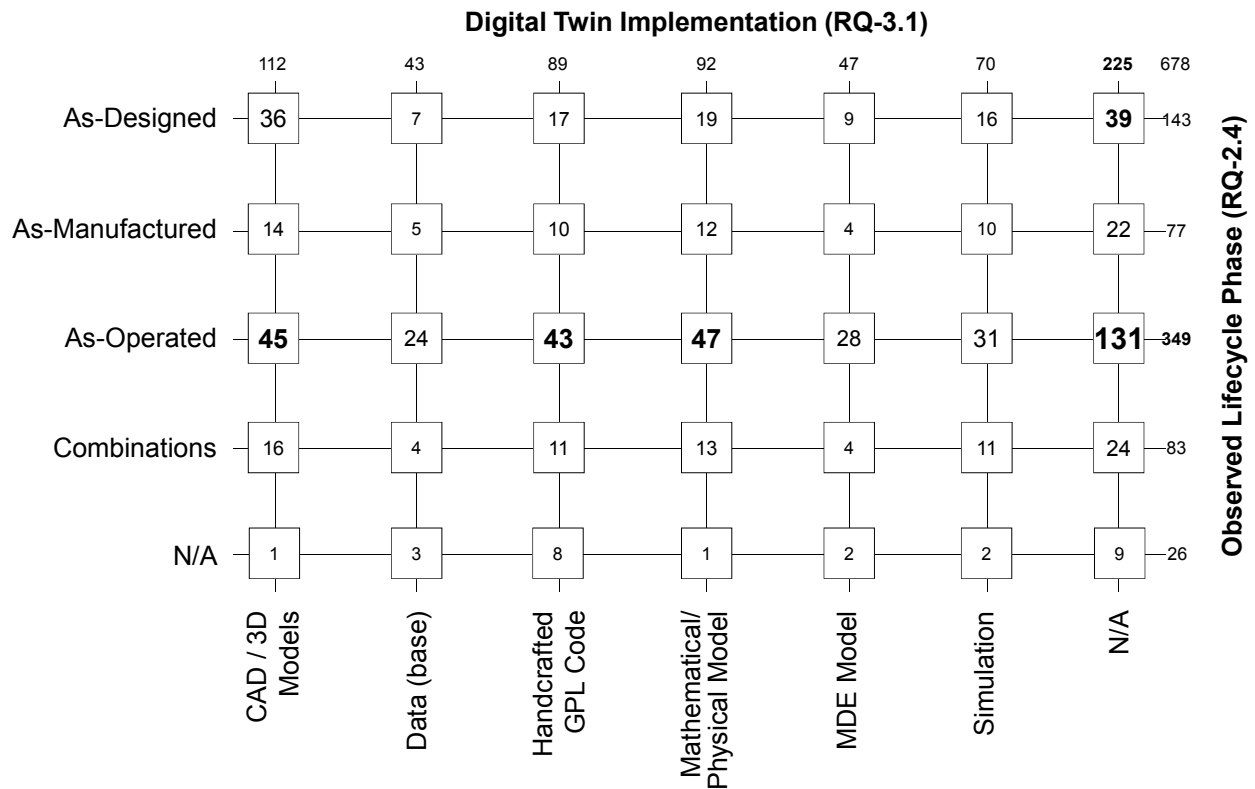 Digital Twin Implementation (RQ-3.1)
112 43 89 92 47 70 225 678
As-Designed 36 7 17 19 9 16 39 143
As-Manufactured 14 5 10 12 4 10 22 77
As-Operated 45 24 43 47 28 31 131 349
Combinations 16 4 11 13 4 11 24 83
N/A 1 3 8 1 2 2 9 26
CAD / 3D
Models
Data (base)
Handcrafted
GPL Code
Mathematical/
Physical Model
MDE Model
Simulation
N/A
Observed Lifecycle Phase (RQ-2.4)